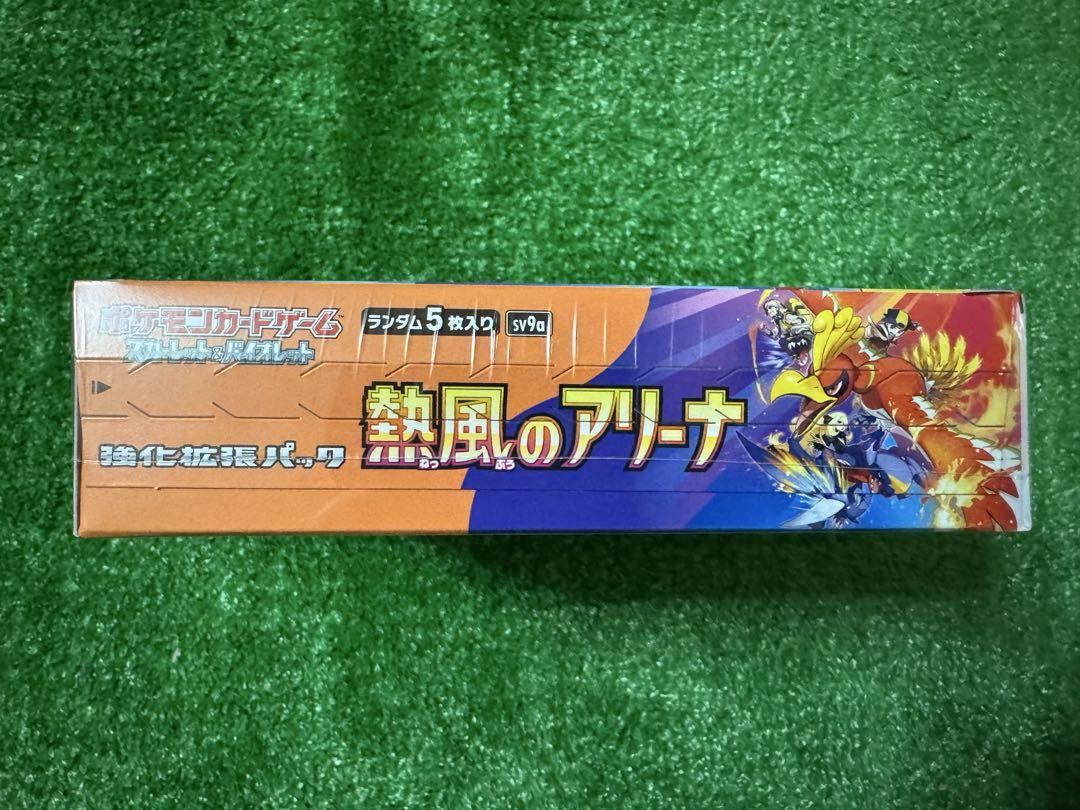 ポケモンカードゲーム™
スカーレット&バイオレット
ランダム5枚入り sv9a
強化拡張パック
熱風のアリーナ
ねっ ぷう